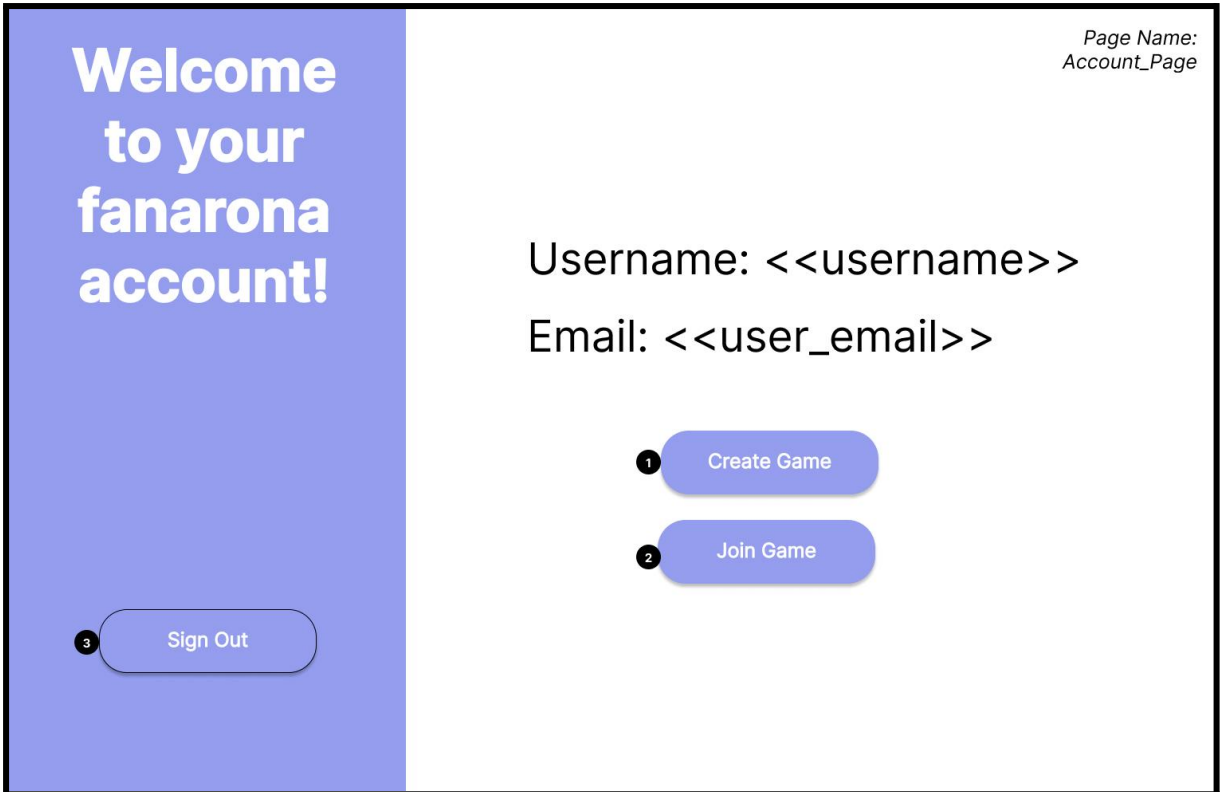 Welcome
to your
fanarona
account!
Page Name:
Account_Page
Username: <<username>>
Email: <<user_email>>
1 Create Game
2 Join Game
3 Sign Out